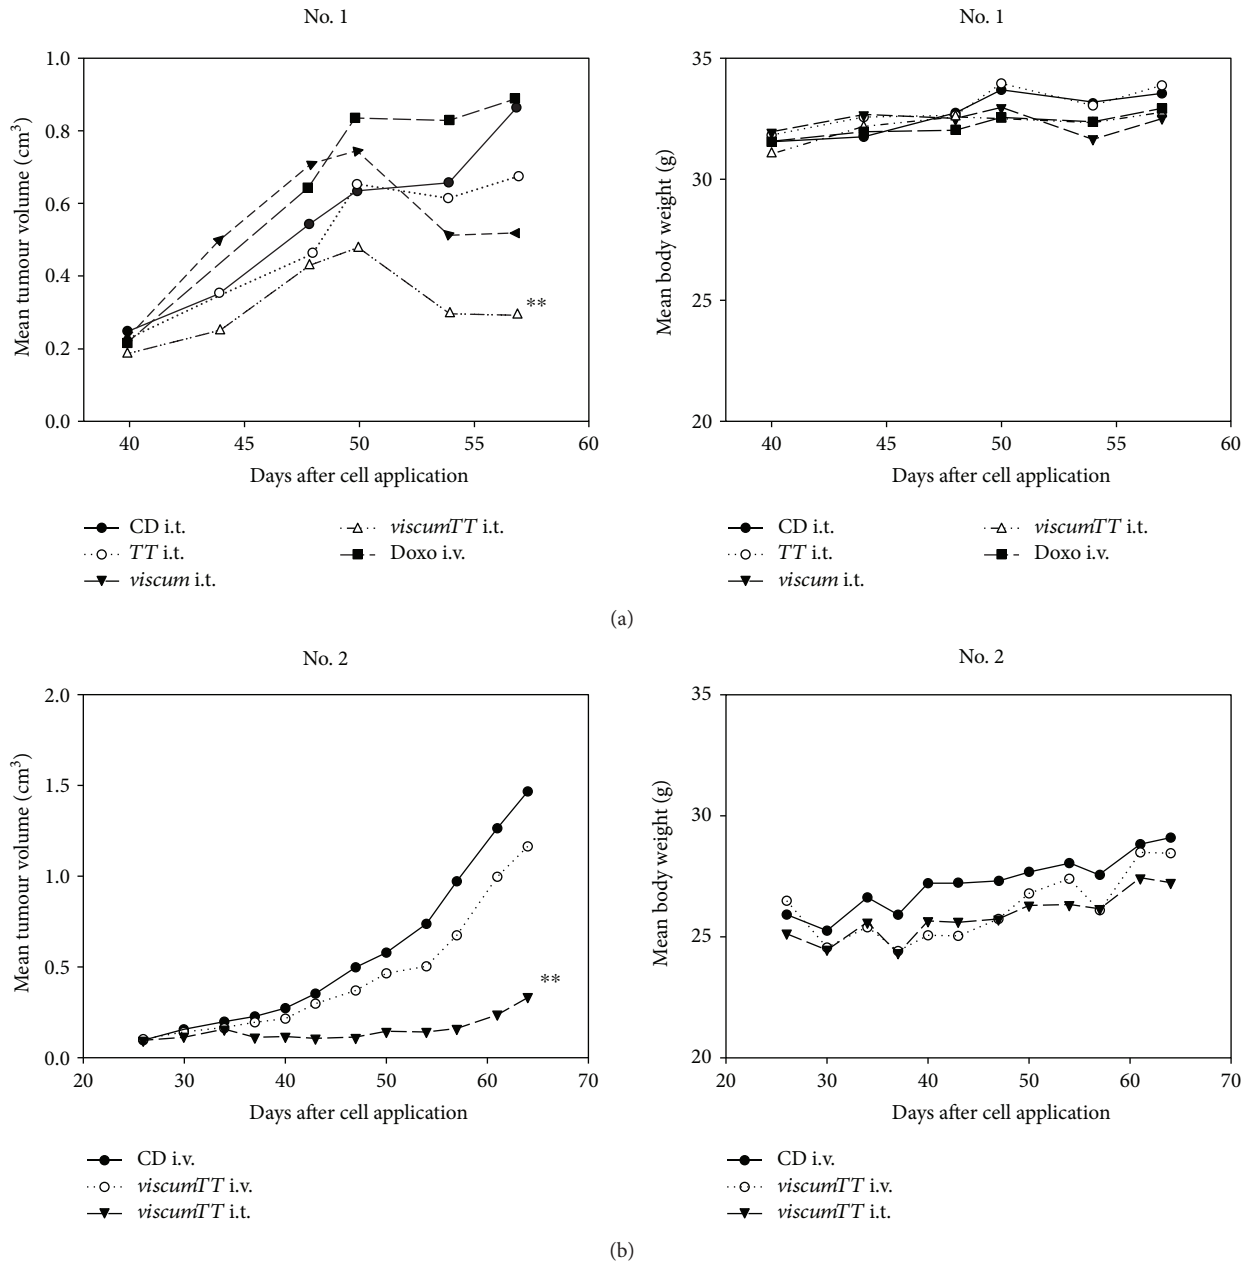 No. 1
1.0
0.8
0.6
0.4
0.2
0.0
Mean tumour volume (cm³)
40 45 50 55 60
Days after cell application
**
CD i.t.
TT i.t.
viscum i.t.
viscumTT i.t.
Doxo i.v.
No. 1
35
30
25
20
Mean body weight (g)
40 45 50 55 60
Days after cell application
CD i.t.
TT i.t.
viscum i.t.
viscumTT i.t.
Doxo i.v.
(a)
No. 2
2.0
1.5
1.0
0.5
0.0
Mean tumour volume (cm³)
20 30 40 50 60 70
Days after cell application
**
CD i.v.
viscumTT i.v.
viscumTT i.t.
No. 2
35
30
25
20
Mean body weight (g)
20 30 40 50 60 70
Days after cell application
CD i.v.
viscumTT i.v.
viscumTT i.t.
(b)